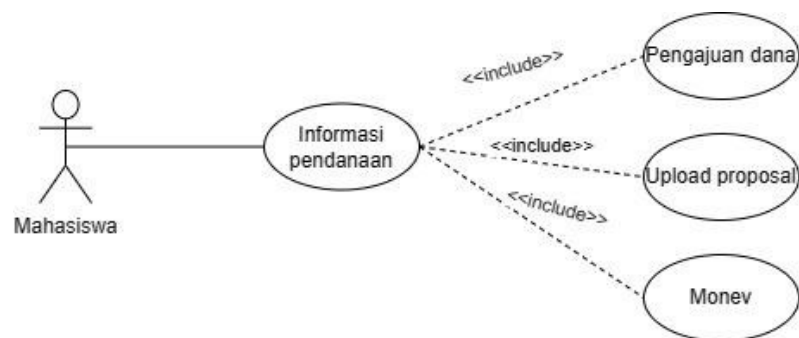 Mahasiswa
Informasi
pendanaan
<<include>>
Pengajuan dana
<<include>>
Upload proposal
<<include>>
Monev